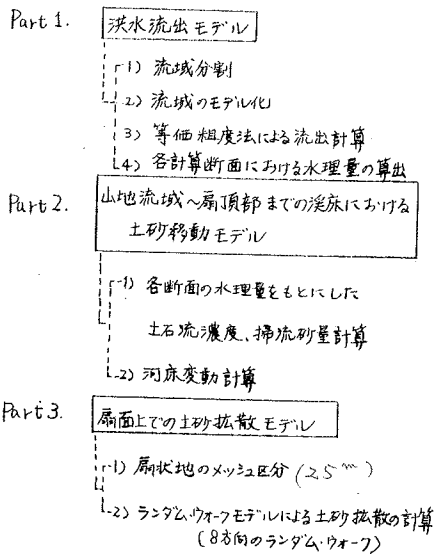 Part 1. 洪水流出モデル
1) 流域分割
2) 流域のモデル化
3) 等価粗度法による流出計算
4) 各計算断面における水理量の算出
Part 2. 山地流域〜扇頂部までの渓床における
土砂移動モデル
1) 各断面の水理量をもとにした
土石流濃度、掃流砂量計算
2) 河床変動計算
Part 3. 扇面上での土砂拡散モデル
1) 扇状地のメッシュ区分 (25m)
2) ランダム・ウォークモデルによる土砂拡散の計算
(8方向のランダム・ウォーク)